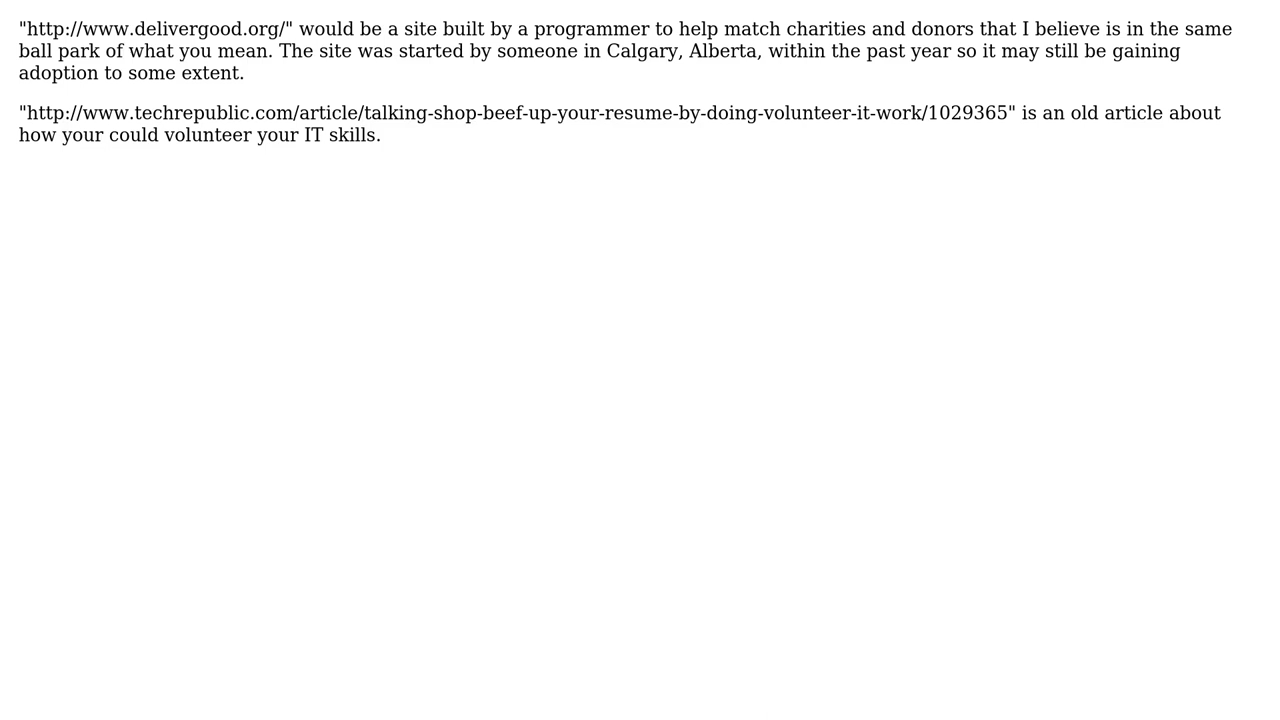 "http://www.delivergood.org/" would be a site built by a programmer to help match charities and donors that I believe is in the same
ball park of what you mean. The site was started by someone in Calgary, Alberta, within the past year so it may still be gaining
adoption to some extent.
"http://www.techrepublic.com/article/talking-shop-beef-up-your-resume-by-doing-volunteer-it-work/1029365" is an old article about
how your could volunteer your IT skills.